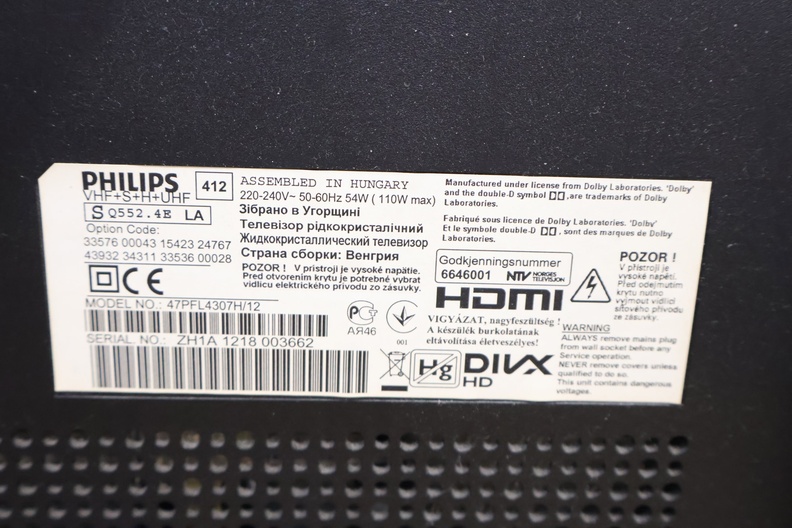 PHILIPS 412
VHF+S+H+UHF
S Q552.4E LA
Option Code:
33576 00043 15423 24767
43932 34311 33536 00028
CE
MODEL NO.: 47PFL4307H/12
SERIAL NO.: ZH1A 1218 003662
ASSEMBLED IN HUNGARY
220-240V~ 50-60Hz 54W ( 110W max)
Зібрано в Угорщині
Телевізор рідкокристалічний
Жидкокристаллический телевизор
Страна сборки: Венгрия
POZOR ! V pristroji je vysoké napätie.
Pred otvorením krytu je potrebné vybrat
vidlicu elektrického prívodu zo zásuvky.
РСТ
АЯ46
001
Manufactured under license from Dolby Laboratories. 'Dolby'
and the double-D symbol ,are trademarks of Dolby
Laboratories.
Fabriqué sous licence de Dolby Laboratories. 'Dolby'
Et le symbole double-D , sont des marques de Dolby
Laboratories.
Godkjenningsnummer
6646001 NTV NORGES
TELEVISJON
HDMI
VIGYÁZAT, nagyfeszültség !
A készülék burkolatának
eltávolítása életveszélyes!
Hg DIVX
HD
POZOR !
V přístroji je
vysoké napětí.
Před odejmutím
krytu nutno
vyjmout vidlici
síťového přívodu
ze zásuvky.
WARNING
ALWAYS remove mains plug
from wall socket before any
Service operation.
NEVER remove covers unless
qualified to do so.
This unit contains dangerous
voltages.